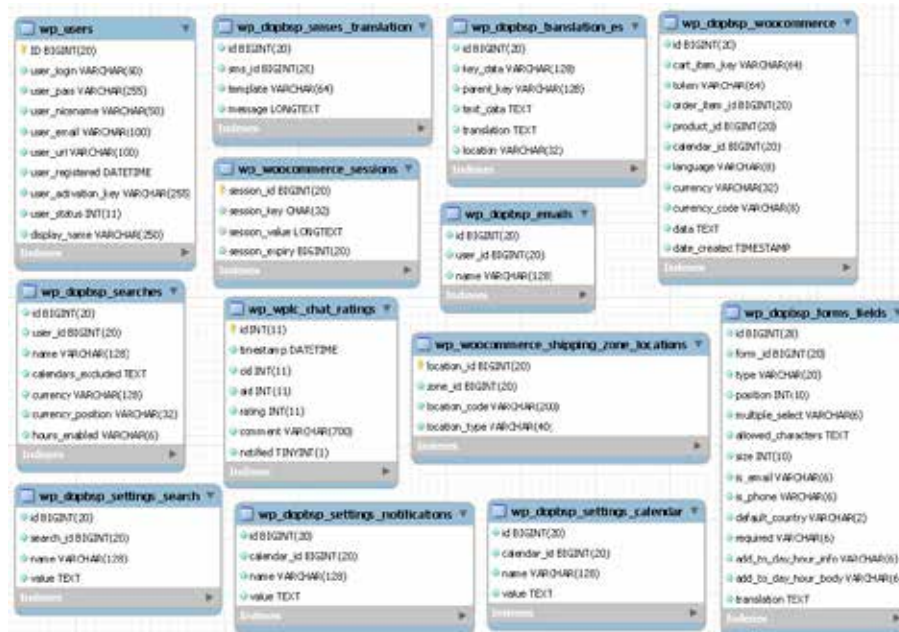 wp_users
ID BIGINT(20)
user_login VARCHAR(60)
user_pass VARCHAR(255)
user_nicename VARCHAR(50)
user_email VARCHAR(100)
user_url VARCHAR(100)
user_registered DATETIME
user_activation_key VARCHAR(255)
user_status INT(11)
display_name VARCHAR(250)
Indexes
wp_dopbsp_smses_translation
id BIGINT(20)
sms_id BIGINT(20)
template VARCHAR(64)
message LONGTEXT
Indexes
wp_dopbsp_translation_es
id BIGINT(20)
key_data VARCHAR(128)
parent_key VARCHAR(128)
text_data TEXT
translation TEXT
location VARCHAR(32)
Indexes
wp_dopbsp_woocommerce
id BIGINT(20)
cart_item_key VARCHAR(64)
token VARCHAR(64)
order_item_id BIGINT(20)
product_id BIGINT(20)
calendar_id BIGINT(20)
language VARCHAR(8)
currency VARCHAR(32)
currency_code VARCHAR(8)
data TEXT
date_created TIMESTAMP
Indexes
wp_woocommerce_sessions
session_id BIGINT(20)
session_key CHAR(32)
session_value LONGTEXT
session_expiry BIGINT(20)
Indexes
wp_dopbsp_emails
id BIGINT(20)
user_id BIGINT(20)
name VARCHAR(128)
Indexes
wp_dopbsp_searches
id BIGINT(20)
user_id BIGINT(20)
name VARCHAR(128)
calendars_excluded TEXT
currency VARCHAR(128)
currency_position VARCHAR(32)
hours_enabled VARCHAR(6)
Indexes
wp_wplc_chat_ratings
id INT(11)
timestamp DATETIME
cid INT(11)
aid INT(11)
rating INT(11)
comment VARCHAR(700)
notified TINYINT(1)
Indexes
wp_woocommerce_shipping_zone_locations
location_id BIGINT(20)
zone_id BIGINT(20)
location_code VARCHAR(200)
location_type VARCHAR(40)
Indexes
wp_dopbsp_forms_fields
id BIGINT(20)
form_id BIGINT(20)
type VARCHAR(20)
position INT(10)
multiple_select VARCHAR(6)
allowed_characters TEXT
size INT(10)
is_email VARCHAR(6)
is_phone VARCHAR(6)
default_country VARCHAR(2)
required VARCHAR(6)
add_to_day_hour_info VARCHAR(6)
add_to_day_hour_body VARCHAR(6
translation TEXT
Indexes
wp_dopbsp_settings_search
id BIGINT(20)
search_id BIGINT(20)
name VARCHAR(128)
value TEXT
Indexes
wp_dopbsp_settings_notifications
id BIGINT(20)
calendar_id BIGINT(20)
name VARCHAR(128)
value TEXT
Indexes
wp_dopbsp_settings_calendar
id BIGINT(20)
calendar_id BIGINT(20)
name VARCHAR(128)
value TEXT
Indexes